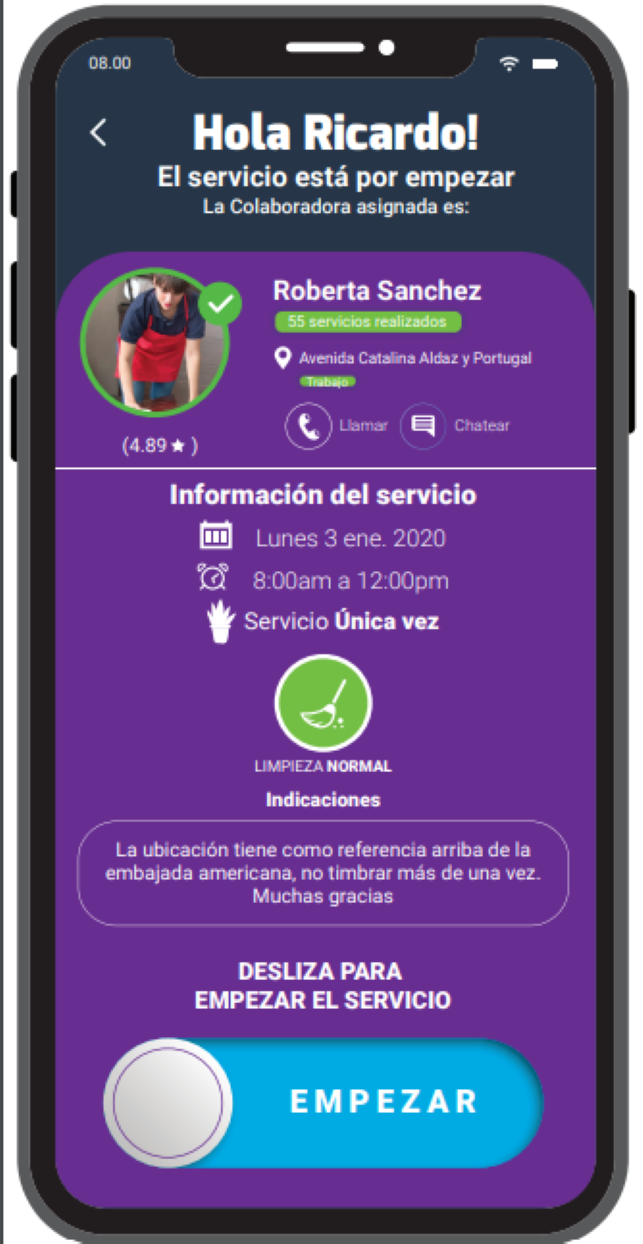 08.00
Hola Ricardo!
El servicio está por empezar
La Colaboradora asignada es:
Roberta Sanchez
55 servicios realizados
Avenida Catalina Aldaz y Portugal
Trabajo
Llamar
Chatear
(4.89 ★ )
Información del servicio
Lunes 3 ene. 2020
8:00am a 12:00pm
Servicio Única vez
LIMPIEZA NORMAL
Indicaciones
La ubicación tiene como referencia arriba de la
embajada americana, no timbrar más de una vez.
Muchas gracias
DESLIZA PARA
EMPEZAR EL SERVICIO
EMPEZAR